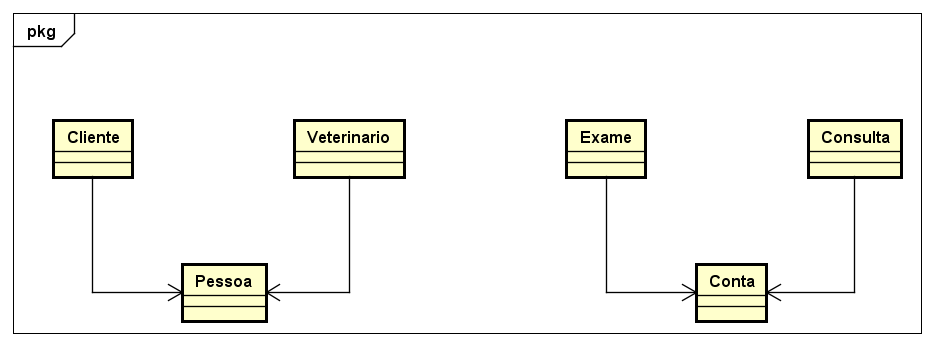 pkg
Cliente
Veterinario
Exame
Consulta
Pessoa
Conta